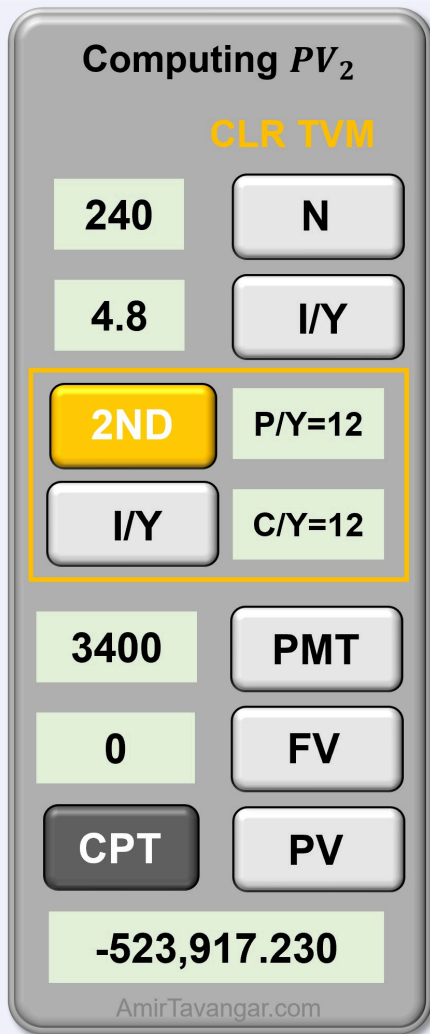 Computing PV₂
CLR TVM
240 N
4.8 I/Y
2ND P/Y=12
I/Y C/Y=12
3400 PMT
0 FV
CPT PV
-523,917.230
AmirTavangar.com